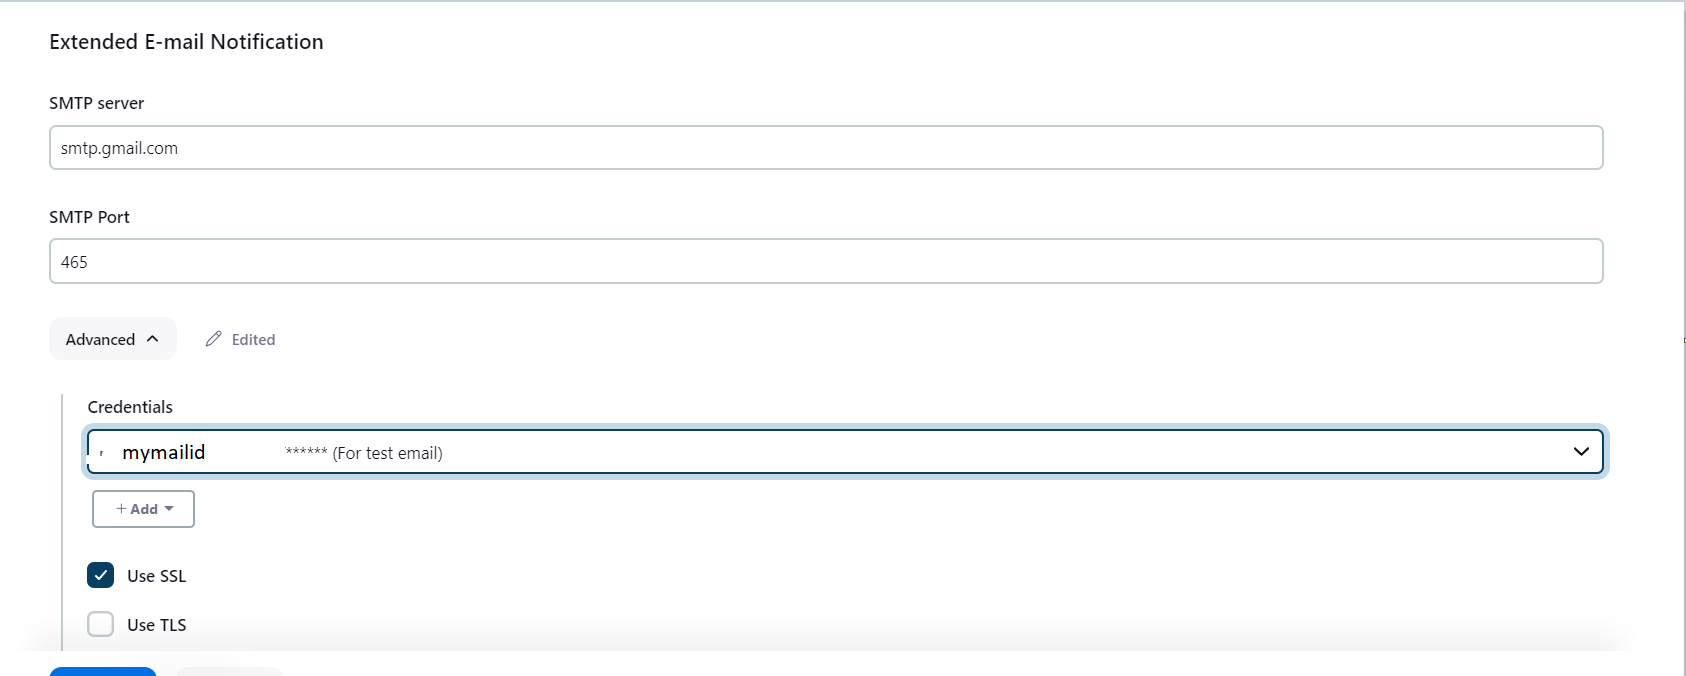 Extended E-mail Notification
SMTP server
smtp.gmail.com
SMTP Port
465
Advanced Edited
Credentials
mymailid ****** (For test email)
+ Add
Use SSL
Use TLS